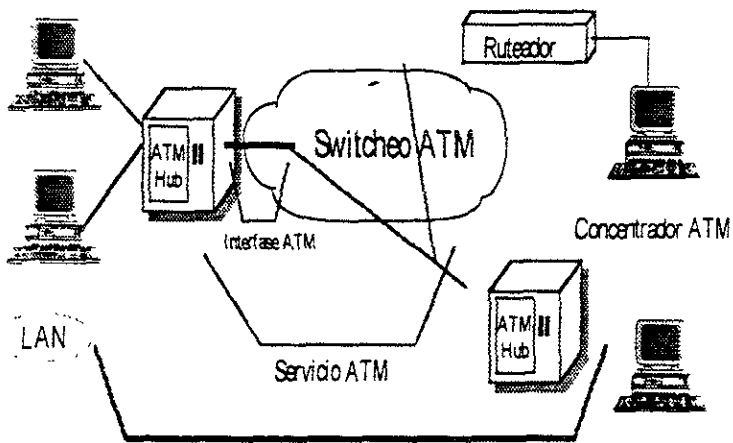 Ruteador
Switcheo ATM
ATM
Hub
Interfase ATM
Concentrador ATM
ATM
Hub
LAN
Servicio ATM